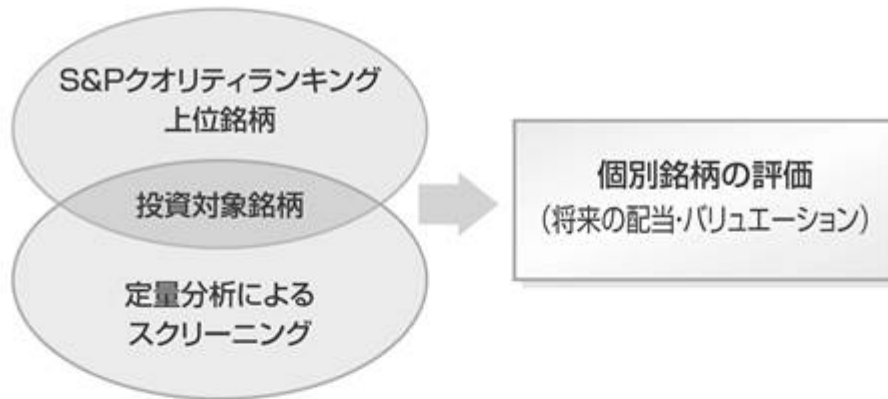 S&Pクオリティランキング
上位銘柄
投資対象銘柄
定量分析による
スクリーニング
個別銘柄の評価
(将来の配当・バリュエーション)